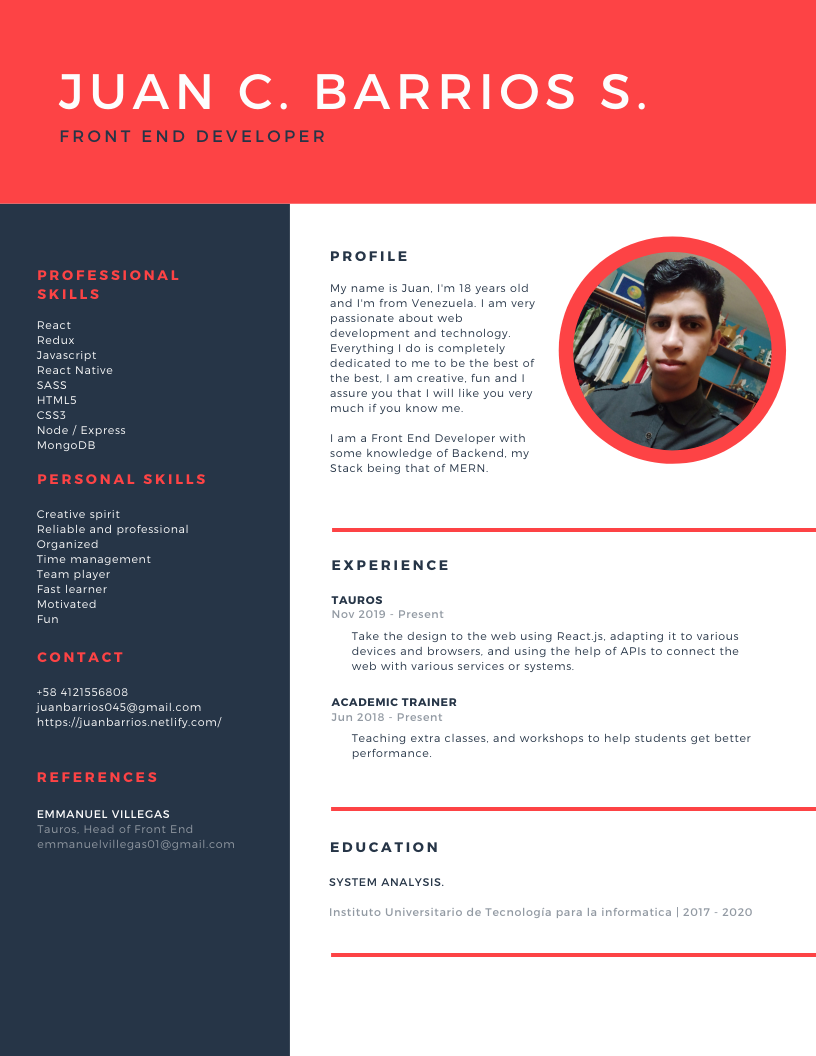 JUAN C. BARRIOS S.
FRONT END DEVELOPER
PROFESSIONAL
SKILLS
React
Redux
Javascript
React Native
SASS
HTML5
CSS3
Node / Express
MongoDB
PERSONAL SKILLS
Creative spirit
Reliable and professional
Organized
Time management
Team player
Fast learner
Motivated
Fun
CONTACT
+58 4121556808
juanbarrios045@gmail.com
https://juanbarrios.netlify.com/
REFERENCES
EMMANUEL VILLEGAS
Tauros, Head of Front End
emmanuelvillegas01@gmail.com
PROFILE
My name is Juan, I'm 18 years old
and I'm from Venezuela. I am very
passionate about web
development and technology.
Everything I do is completely
dedicated to me to be the best of
the best, I am creative, fun and I
assure you that I will like you very
much if you know me.
I am a Front End Developer with
some knowledge of Backend, my
Stack being that of MERN.
EXPERIENCE
TAUROS
Nov 2019 - Present
Take the design to the web using React.js, adapting it to various
devices and browsers, and using the help of APIs to connect the
web with various services or systems.
ACADEMIC TRAINER
Jun 2018 - Present
Teaching extra classes, and workshops to help students get better
performance.
EDUCATION
SYSTEM ANALYSIS.
Instituto Universitario de Tecnología para la informatica | 2017 - 2020